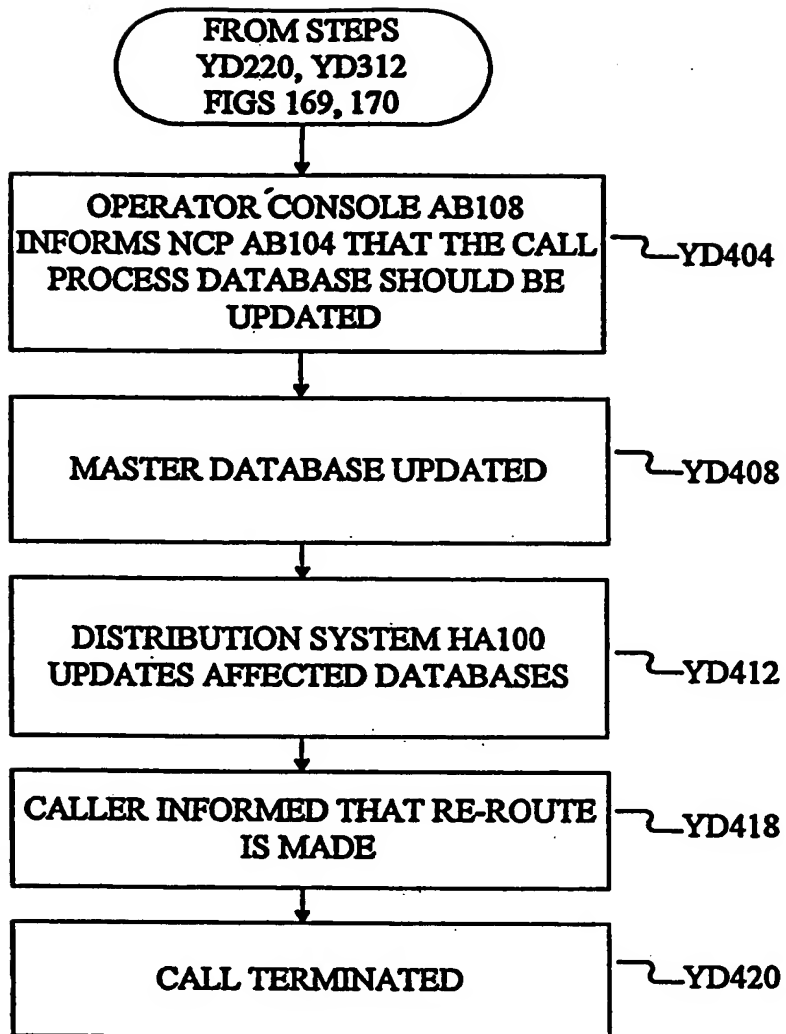 FROM STEPS
YD220, YD312
FIGS 169, 170
OPERATOR CONSOLE AB108
INFORMS NCP AB104 THAT THE CALL
PROCESS DATABASE SHOULD BE
UPDATED
YD404
MASTER DATABASE UPDATED
YD408
DISTRIBUTION SYSTEM HA100
UPDATES AFFECTED DATABASES
YD412
CALLER INFORMED THAT RE-ROUTE
IS MADE
YD418
CALL TERMINATED
YD420